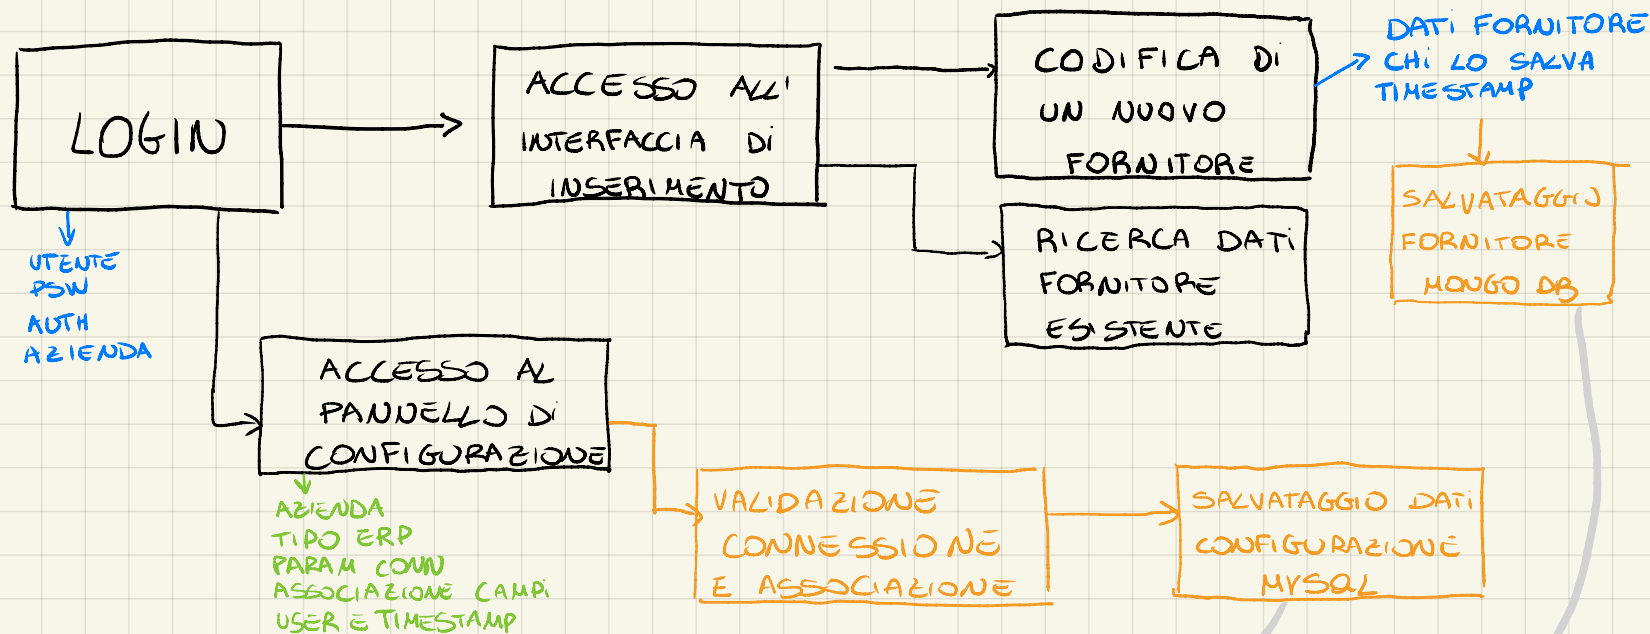 LOGIN
UTENTE
PSW
AUTH
AZIENDA
ACCESSO ALL'
INTERFACCIA DI
INSERIMENTO
CODIFICA DI
UN NUOVO
FORNITORE
DATI FORNITORE
CHI LO SALVA
TIMESTAMP
SALVATAGGIO
FORNITORE
MONGO DB
RICERCA DATI
FORNITORE
ESISTENTE
ACCESSO AL
PANNELLO DI
CONFIGURAZIONE
AZIENDA
TIPO ERP
PARAM CONN
ASSOCIAZIONE CAMPI
USER E TIMESTAMP
VALIDAZIONE
CONNESSIONE
E ASSOCIAZIONE
SALVATAGGIO DATI
CONFIGURAZIONE
MYSQL